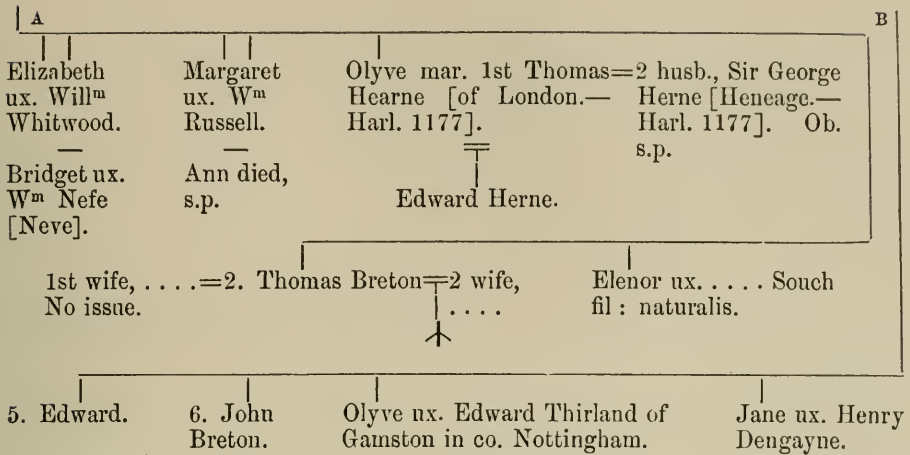 A B
Elizabeth
ux. Willᵐ
Whitwood.
—
Bridget ux.
Wᵐ Nefe
[Neve].
Margaret
ux. Wᵐ
Russell.
—
Ann died,
s.p.
Olyve mar. 1st Thomas=2 husb., Sir George
Hearne [of London.— Herne [Heneage.—
Harl. 1177]. Harl. 1177]. Ob.
s.p.
Edward Herne.
1st wife, . . . .=2. Thomas Breton=2 wife,
No issue. . . . .
Elenor ux. . . . . Souch
fil : naturalis.
5. Edward.
6. John
Breton.
Olyve ux. Edward Thirland of
Gamston in co. Nottingham.
Jane ux. Henry
Dengayne.